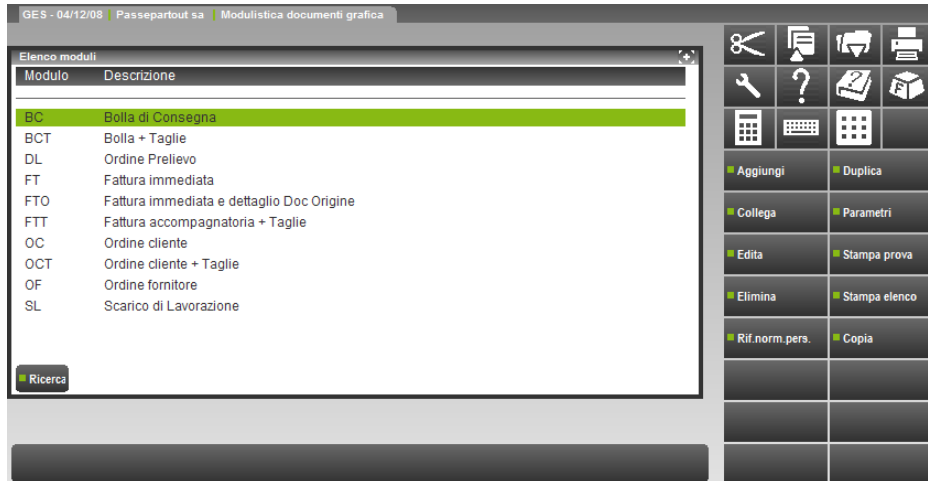 GES - 04/12/08 Passepartout sa Modulistica documenti grafica
Elenco moduli
Modulo Descrizione
BC Bolla di Consegna
BCT Bolla + Taglie
DL Ordine Prelievo
FT Fattura immediata
FTO Fattura immediata e dettaglio Doc Origine
FTT Fattura accompagnatoria + Taglie
OC Ordine cliente
OCT Ordine cliente + Taglie
OF Ordine fornitore
SL Scarico di Lavorazione
Ricerca
? ? F
Aggiungi Duplica
Collega Parametri
Edita Stampa prova
Elimina Stampa elenco
Rif.norm.pers. Copia